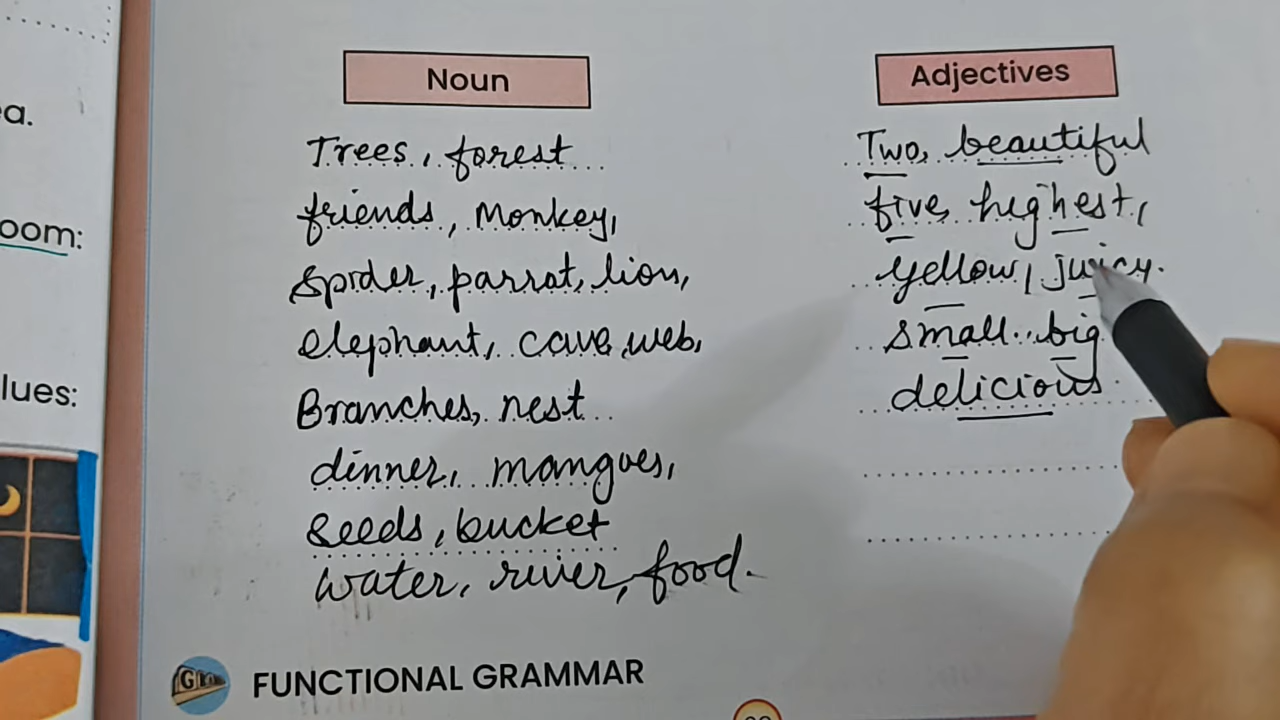 ea.
oom:
lues:
Noun
Trees, forest
friends, Monkey,
Spider, parrot, lion,
elephant, cave, web,
Branches, nest
dinner, mangoes,
Seeds, bucket
water, river, food.
Adjectives
Two, beautiful
five, highest,
yellow, juicy.
small, big
delicious
FUNCTIONAL GRAMMAR